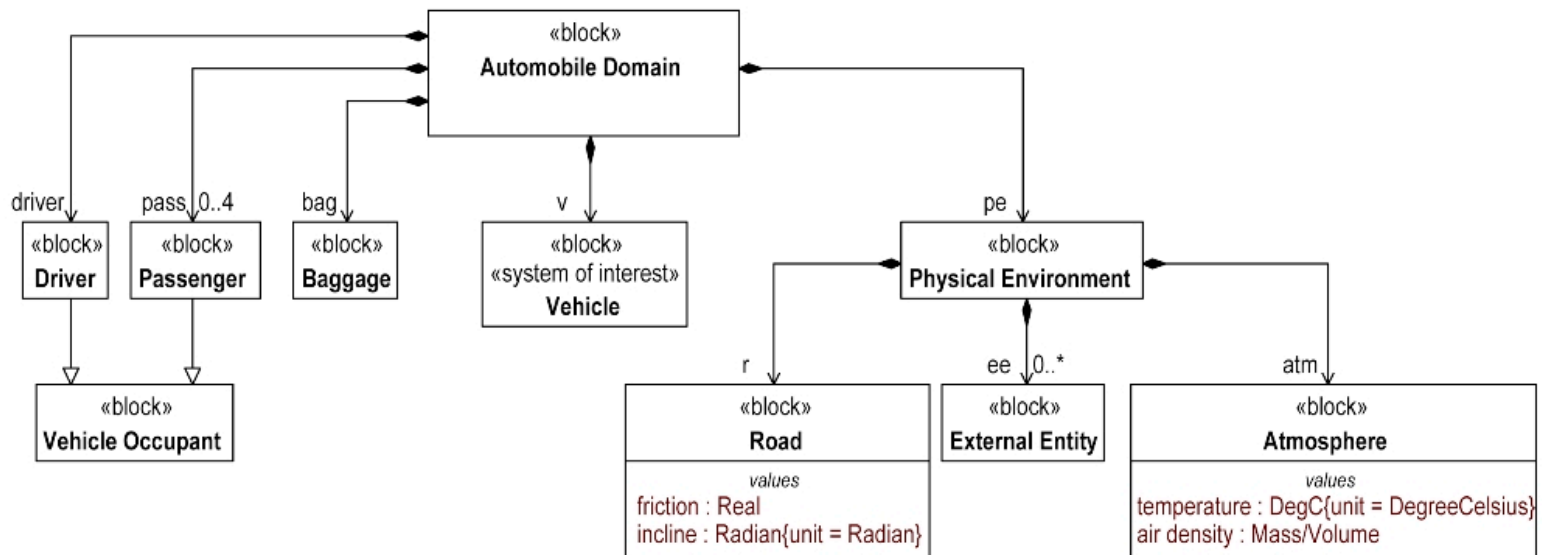 «block»
Automobile Domain
driver
pass 0..4
bag
v
pe
«block»
Driver
«block»
Passenger
«block»
Baggage
«block»
«system of interest»
Vehicle
«block»
Physical Environment
r
ee 0..*
atm
«block»
Vehicle Occupant
«block»
Road
values
friction : Real
incline : Radian{unit = Radian}
«block»
External Entity
«block»
Atmosphere
values
temperature : DegC{unit = DegreeCelsius}
air density : Mass/Volume